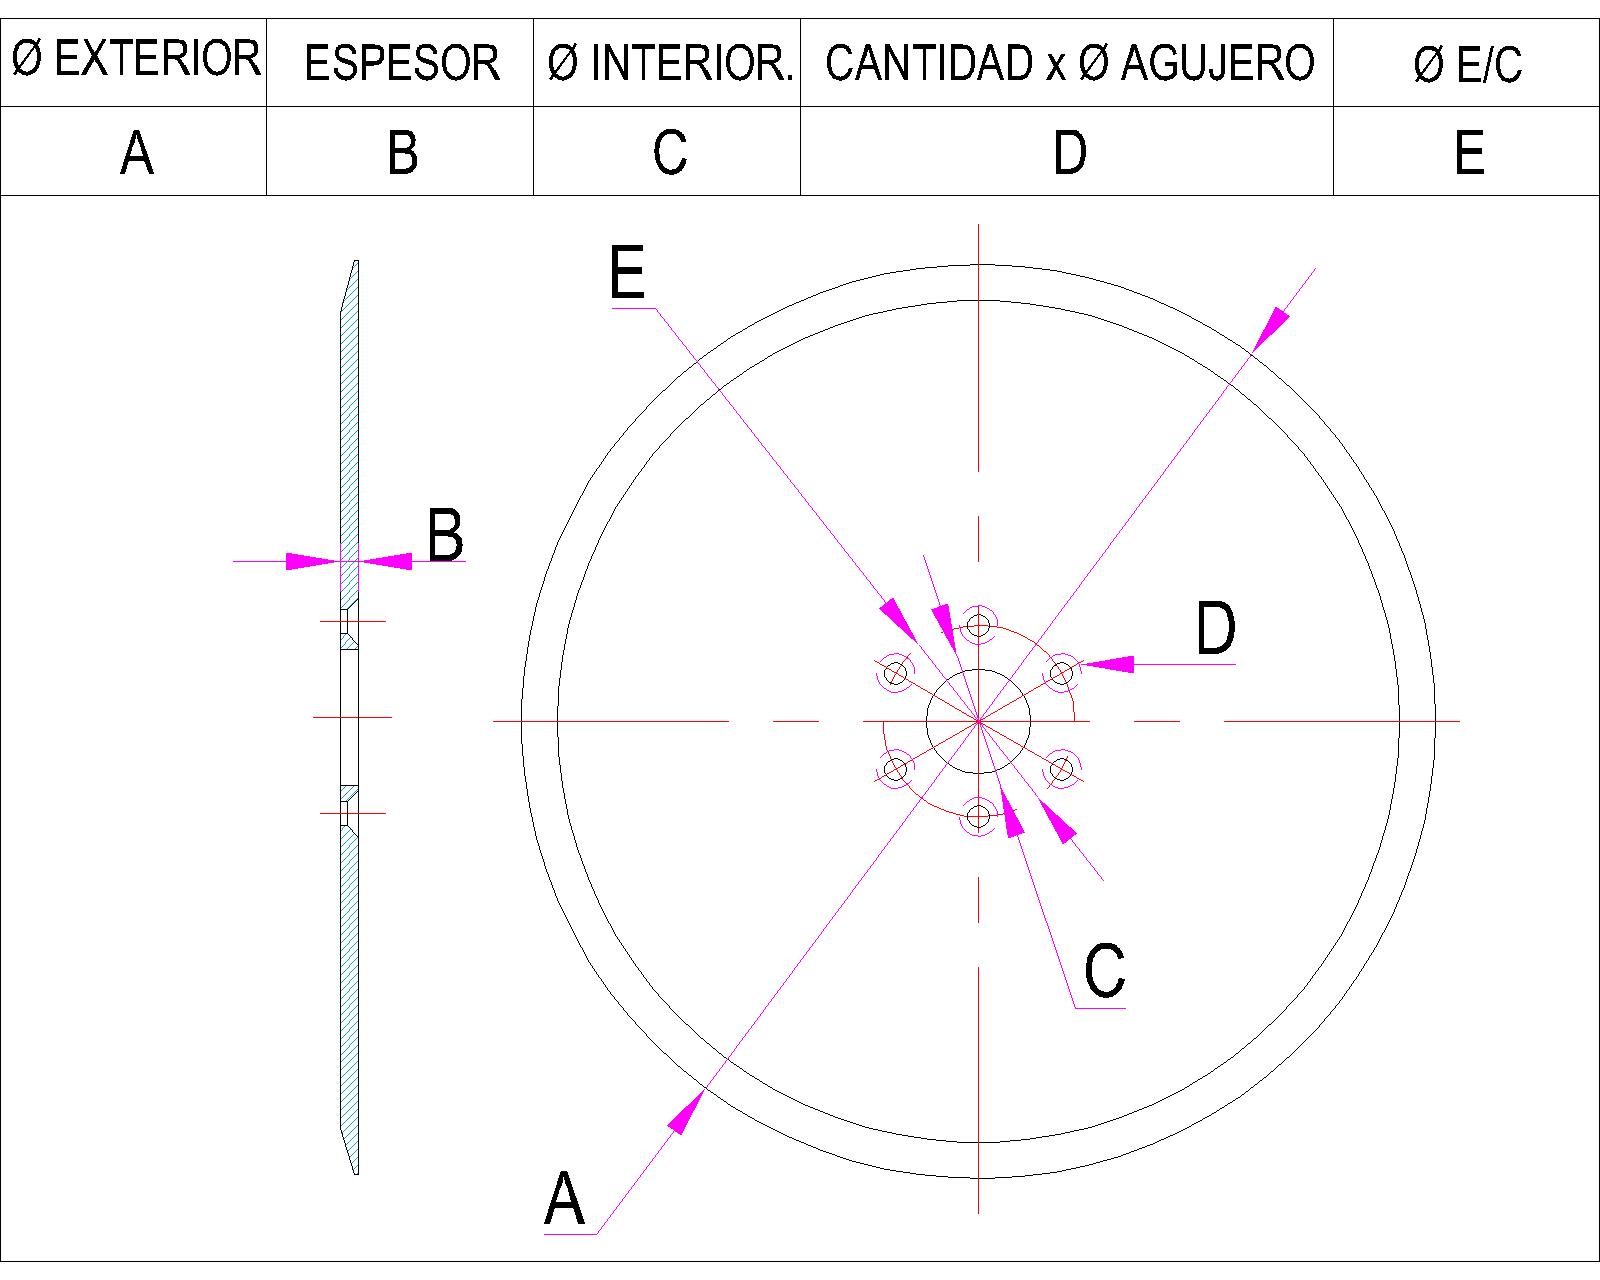 Ø EXTERIOR ESPESOR Ø INTERIOR. CANTIDAD x Ø AGUJERO Ø E/C
A B C D E
E
B
D
C
A